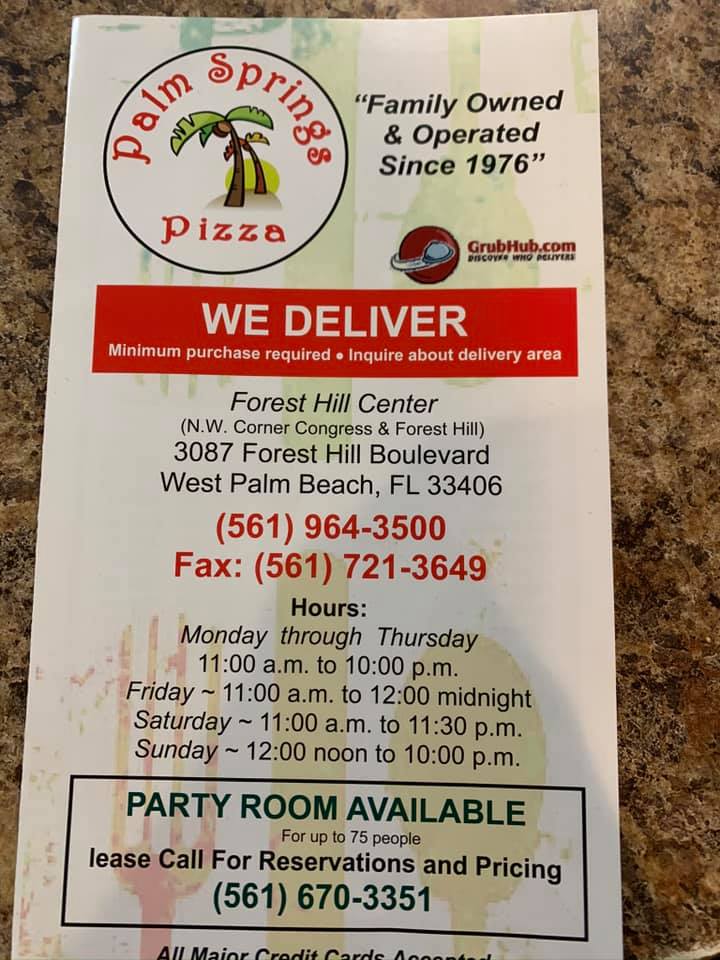 Palm Springs
Pizza
“Family Owned
& Operated
Since 1976”
GrubHub.com
DISCOVER WHO DELIVERS
WE DELIVER
Minimum purchase required • Inquire about delivery area
Forest Hill Center
(N.W. Corner Congress & Forest Hill)
3087 Forest Hill Boulevard
West Palm Beach, FL 33406
(561) 964-3500
Fax: (561) 721-3649
Hours:
Monday through Thursday
11:00 a.m. to 10:00 p.m.
Friday ~ 11:00 a.m. to 12:00 midnight
Saturday ~ 11:00 a.m. to 11:30 p.m.
Sunday ~ 12:00 noon to 10:00 p.m.
PARTY ROOM AVAILABLE
For up to 75 people
lease Call For Reservations and Pricing
(561) 670-3351
All Major Credit Cards Accepted